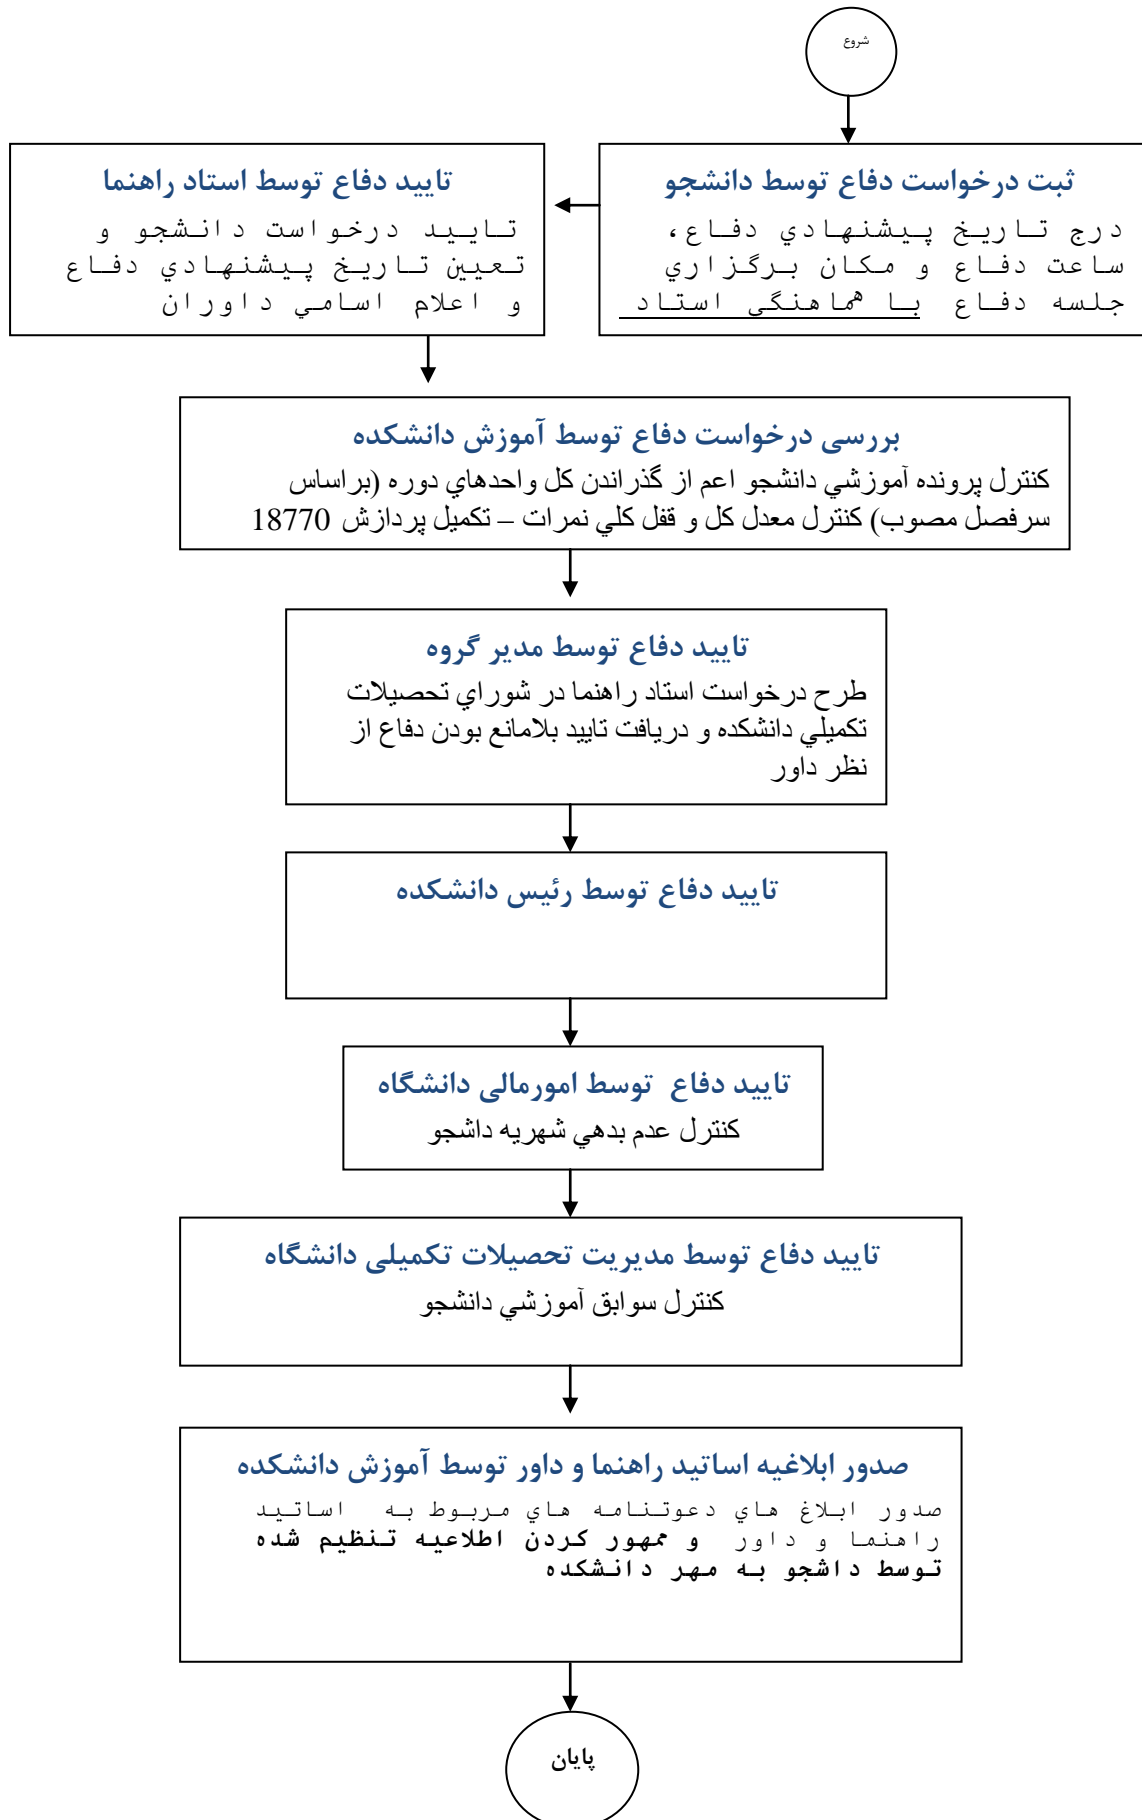 شروع
ثبت درخواست دفاع توسط دانشجو
درج تاريخ پيشنهادي دفاع،
ساعت دفاع و مكان برگزاري
جلسه دفاع با هماهنگي استاد
تایید دفاع توسط استاد راهنما
تاييد درخواست دانشجو و
تعيين تاريخ پيشنهادي دفاع
و اعلام اسامي داوران
بررسی درخواست دفاع توسط آموزش دانشکده
كنترل پرونده آموزشي دانشجو اعم از گذراندن كل واحدهاي دوره (براساس
سرفصل مصوب) كنترل معدل كل و قفل كلي نمرات – تكميل پردازش 18770
تایید دفاع توسط مدیر گروه
طرح درخواست استاد راهنما در شوراي تحصيلات
تكميلي دانشكده و دريافت تاييد بلامانع بودن دفاع از
نظر داور
تایید دفاع توسط رئیس دانشکده
تایید دفاع توسط امورمالی دانشگاه
كنترل عدم بدهي شهريه داشجو
تایید دفاع توسط مدیریت تحصیلات تکمیلی دانشگاه
كنترل سوابق آموزشي دانشجو
صدور ابلاغیه اساتید راهنما و داور توسط آموزش دانشکده
صدور ابلاغ هاي دعوتنامه هاي مربوط به اساتيد
راهنما و داور و ممهور كردن اطلاعيه تنظيم شده
توسط داشجو به مهر دانشكده
پایان